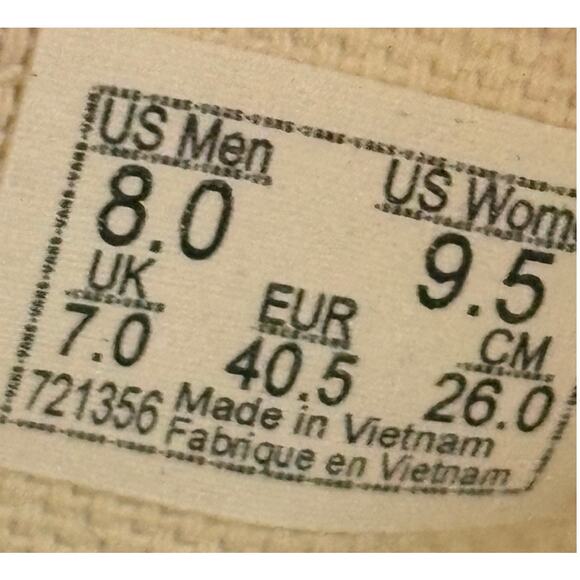 US Men
8.0
US Wom
9.5
UK
7.0
EUR
40.5
CM
26.0
721356
Made in Vietnam
Fabrique en Vietnam